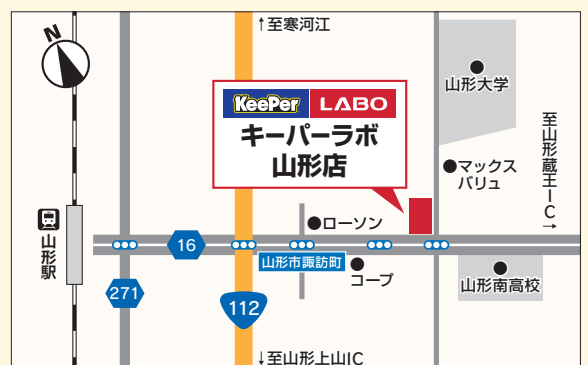 N
↑至寒河江
KeePer LABO
キーパーラボ
山形店
山形大学
マックス
バリュ
至山形蔵王IC→
ローソン
山形駅
16
山形市諏訪町
コープ
山形南高校
271
112
↓至山形上山IC